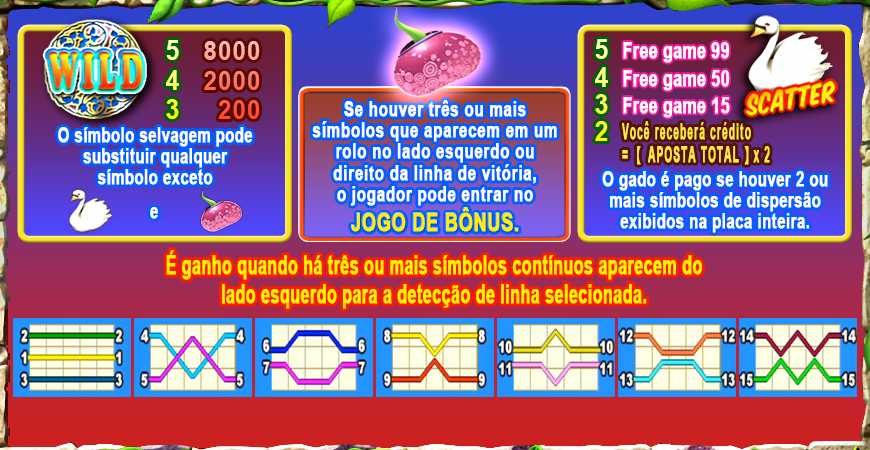 WILD
5 8000
4 2000
3 200
O símbolo selvagem pode
substituir qualquer
símbolo exceto
e
Se houver três ou mais
símbolos que aparecem em um
rolo no lado esquerdo ou
direito da linha de vitória,
o jogador pode entrar no
JOGO DE BÔNUS.
5 Free game 99
4 Free game 50
3 Free game 15
2 Você receberá crédito
= [ APOSTA TOTAL ] x 2
SCATTER
O gado é pago se houver 2 ou
mais símbolos de dispersão
exibidos na placa inteira.
É ganho quando há três ou mais símbolos contínuos aparecem do
lado esquerdo para a detecção de linha selecionada.
2 2
1 1
3 3
4 4
5 5
6 6
7 7
8 8
9 9
10 10
11 11
12 12
13 13
14 14
15 15